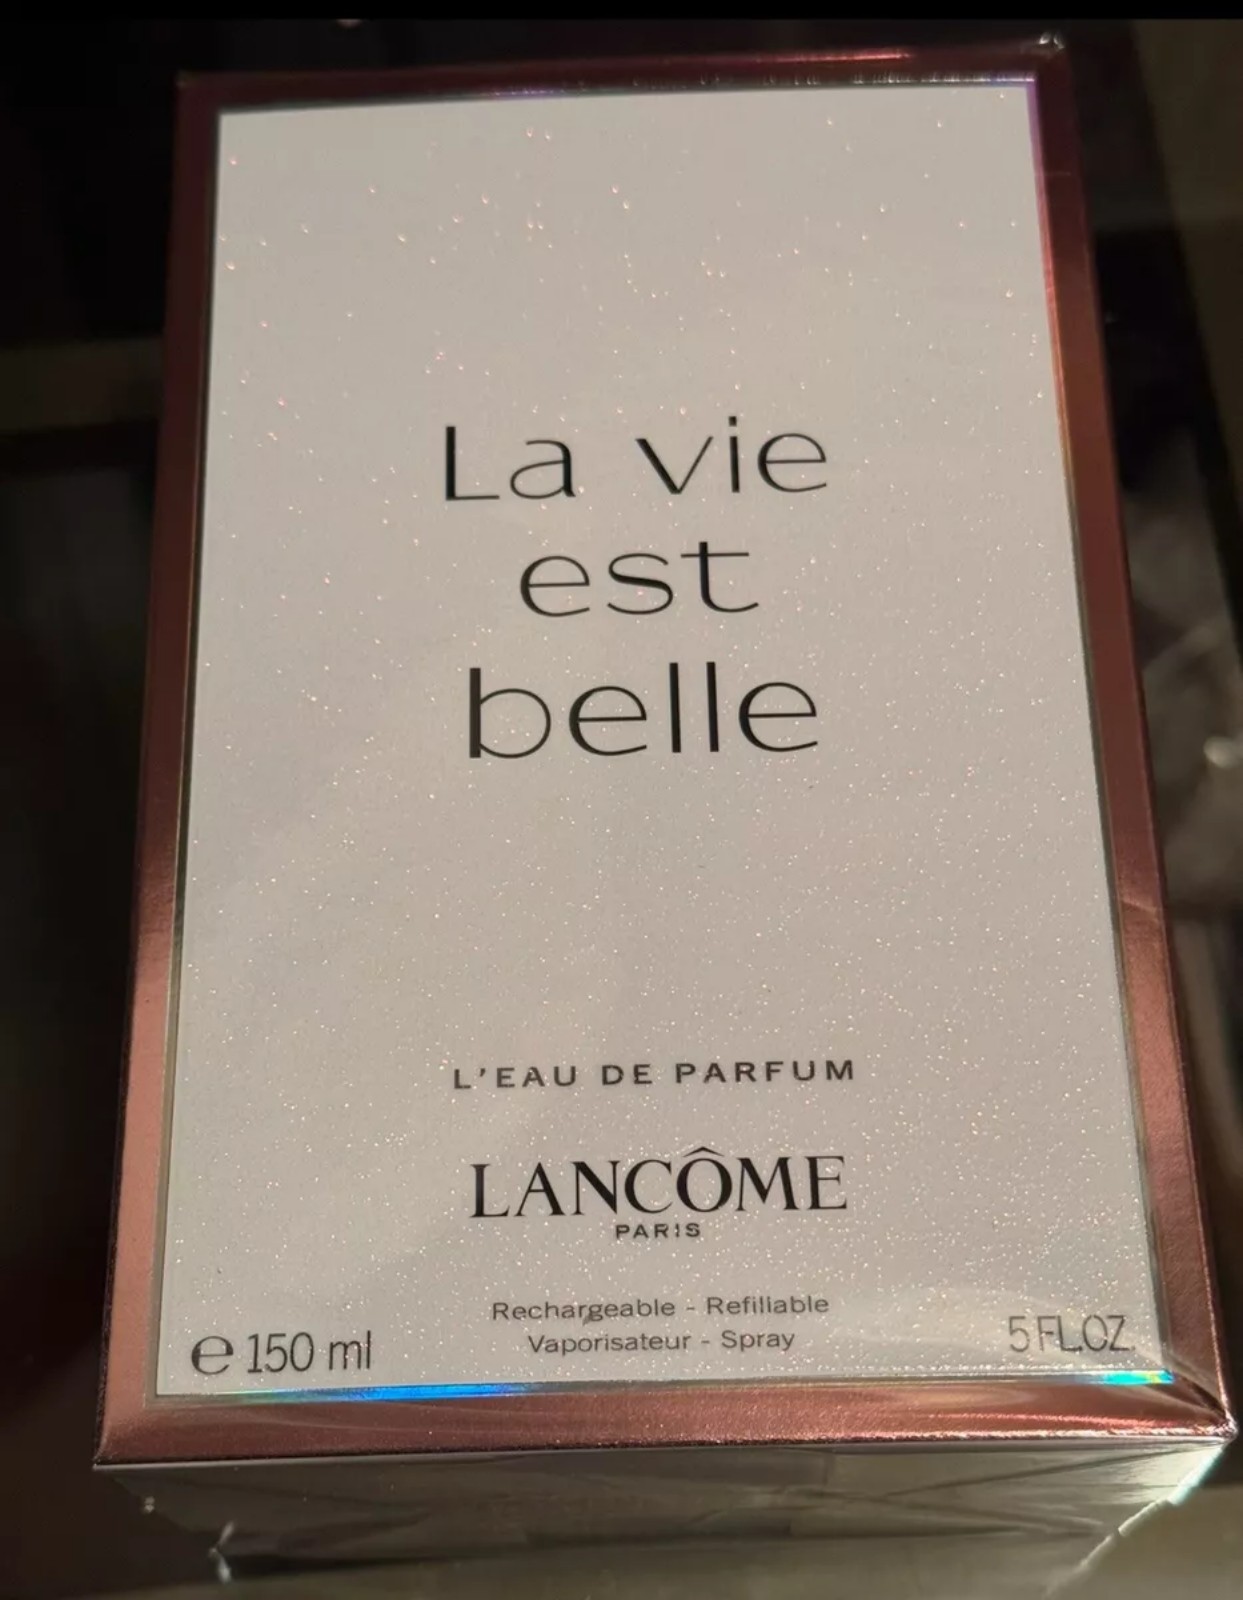 La vie
est
belle
L'EAU DE PARFUM
LANCÔME
PARIS
Rechargeable - Refillable
Vaporisateur - Spray
℮ 150 ml
5 FL.OZ.